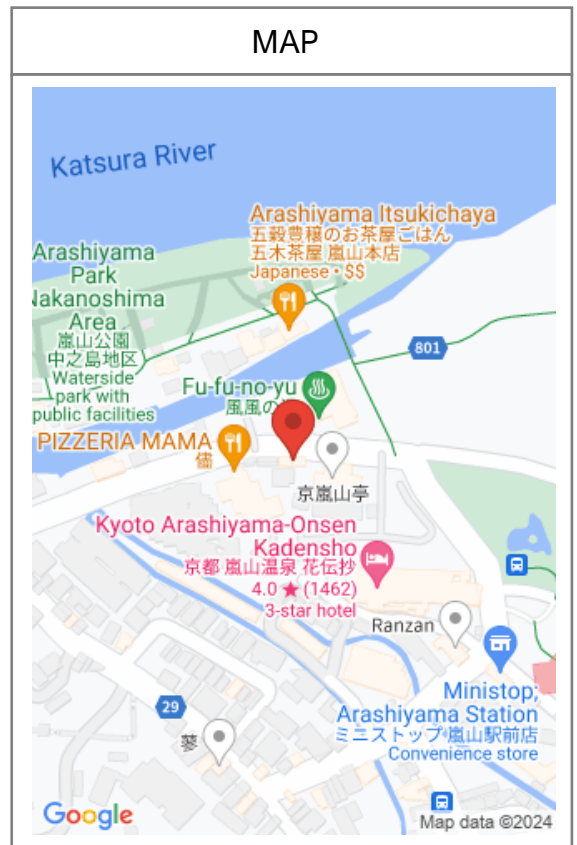 MAP
Katsura River
Arashiyama Itsukichaya
五穀豊穣のお茶屋ごはん
五木茶屋 嵐山本店
Japanese • $$
Arashiyama
Park
Nakanoshima
Area
嵐山公園
中之島地区
Waterside
park with
public facilities
801
Fu-fu-no-yu
風風の
PIZZERIA MAMA
儘
京嵐山亭
Kyoto Arashiyama-Onsen
Kadensho
京都 嵐山温泉 花伝抄
4.0 ★ (1462)
3-star hotel
Ranzan
Ministop;
Arashiyama Station
ミニストップ 嵐山駅前店
Convenience store
29
蓼
Google
Map data ©2024